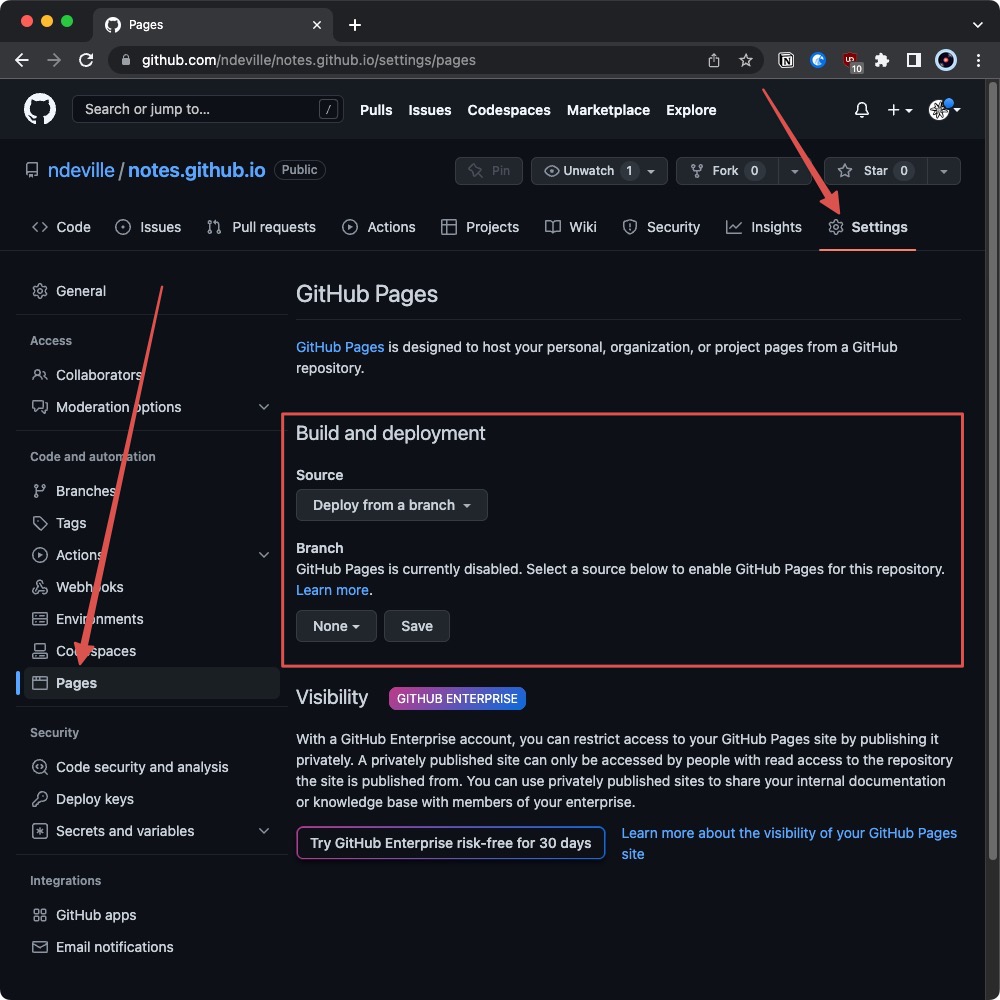 Pages
github.com/ndeville/notes.github.io/settings/pages
10
Search or jump to... /
Pulls Issues Codespaces Marketplace Explore
ndeville / notes.github.io Public
Pin Unwatch 1 Fork 0 Star 0
Code Issues Pull requests Actions Projects Wiki Security Insights Settings
General
Access
Collaborators
Moderation options
Code and automation
Branches
Tags
Actions
Webhooks
Environments
Codespaces
Pages
Security
Code security and analysis
Deploy keys
Secrets and variables
Integrations
GitHub apps
Email notifications
GitHub Pages
GitHub Pages is designed to host your personal, organization, or project pages from a GitHub
repository.
Build and deployment
Source
Deploy from a branch
Branch
GitHub Pages is currently disabled. Select a source below to enable GitHub Pages for this repository.
Learn more.
None Save
Visibility GITHUB ENTERPRISE
With a GitHub Enterprise account, you can restrict access to your GitHub Pages site by publishing it
privately. A privately published site can only be accessed by people with read access to the repository
the site is published from. You can use privately published sites to share your internal documentation
or knowledge base with members of your enterprise.
Try GitHub Enterprise risk-free for 30 days
Learn more about the visibility of your GitHub Pages
site